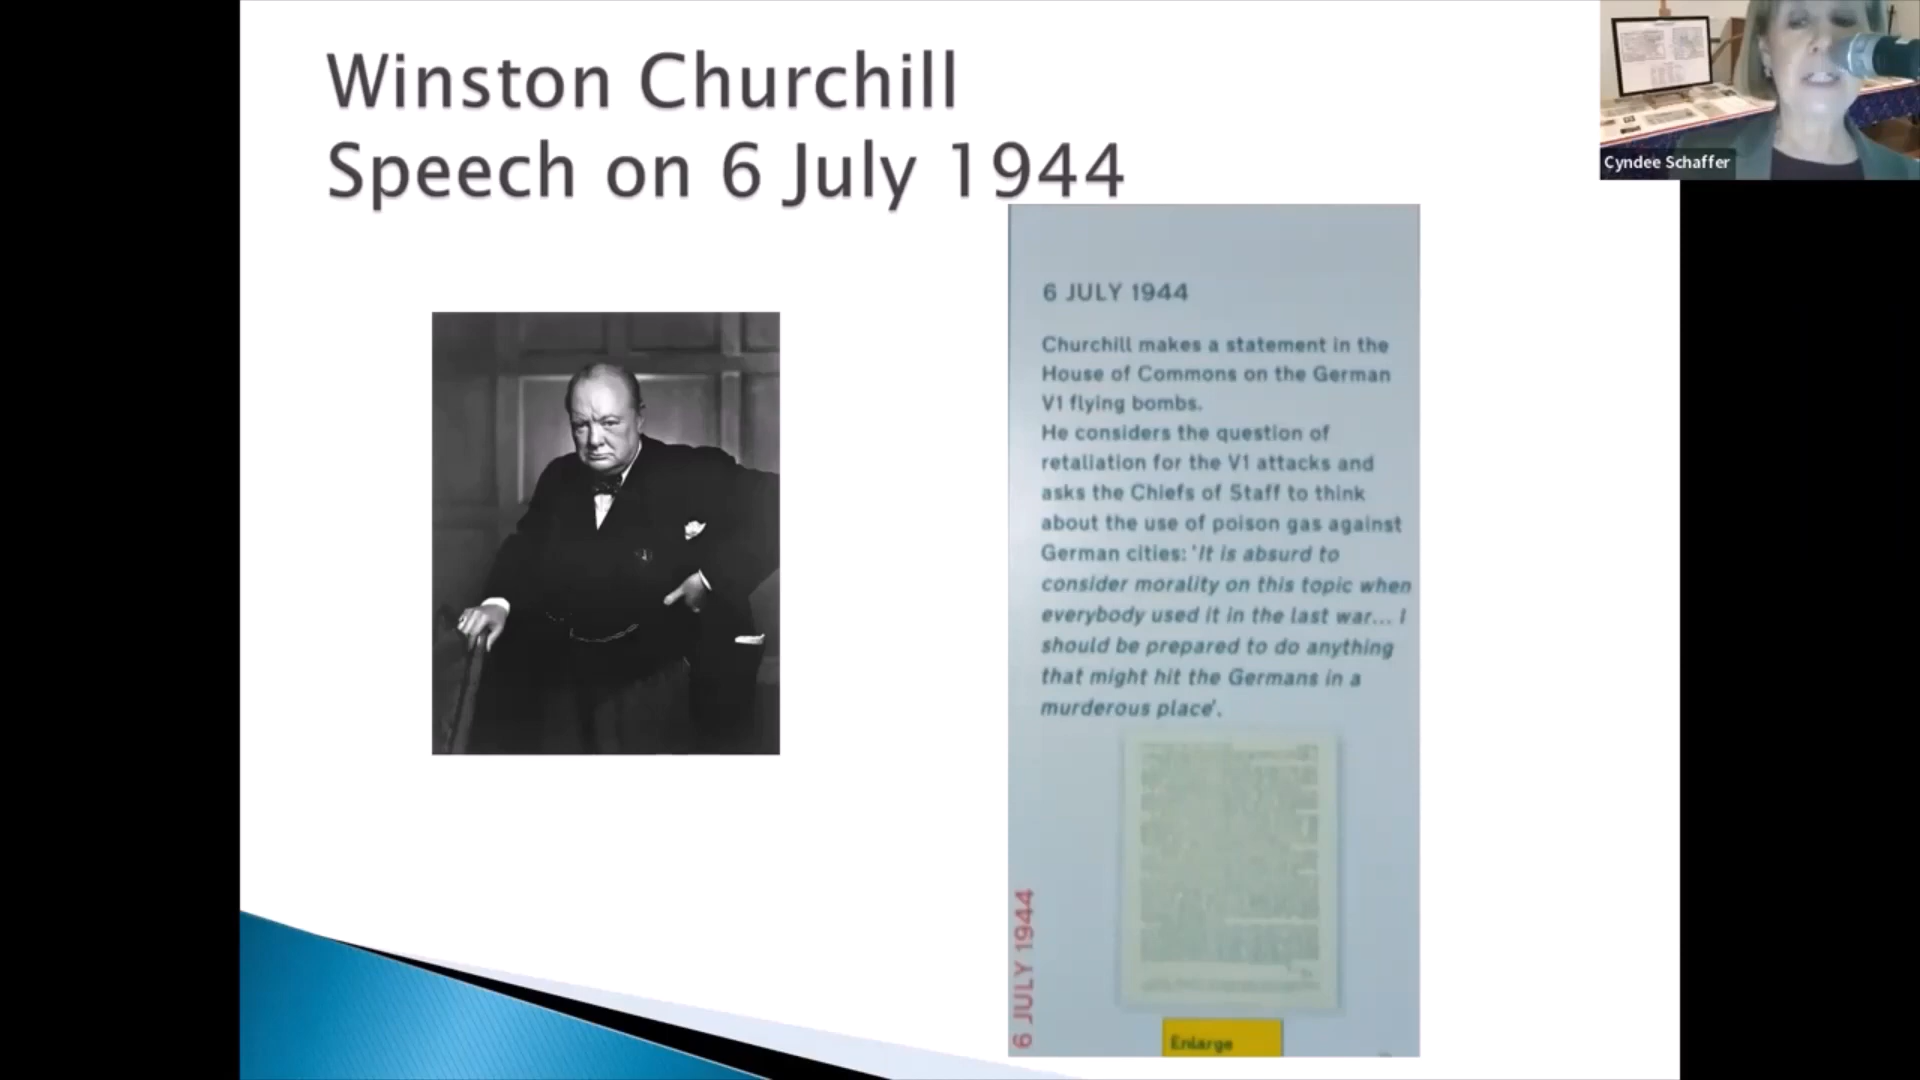 Winston Churchill
Speech on 6 July 1944
Cyndee Schaffer
6 JULY 1944
Churchill makes a statement in the
House of Commons on the German
V1 flying bombs.
He considers the question of
retaliation for the V1 attacks and
asks the Chiefs of Staff to think
about the use of poison gas against
German cities: 'It is absurd to
consider morality on this topic when
everybody used it in the last war... I
should be prepared to do anything
that might hit the Germans in a
murderous place'.
6 JULY 1944
Enlarge